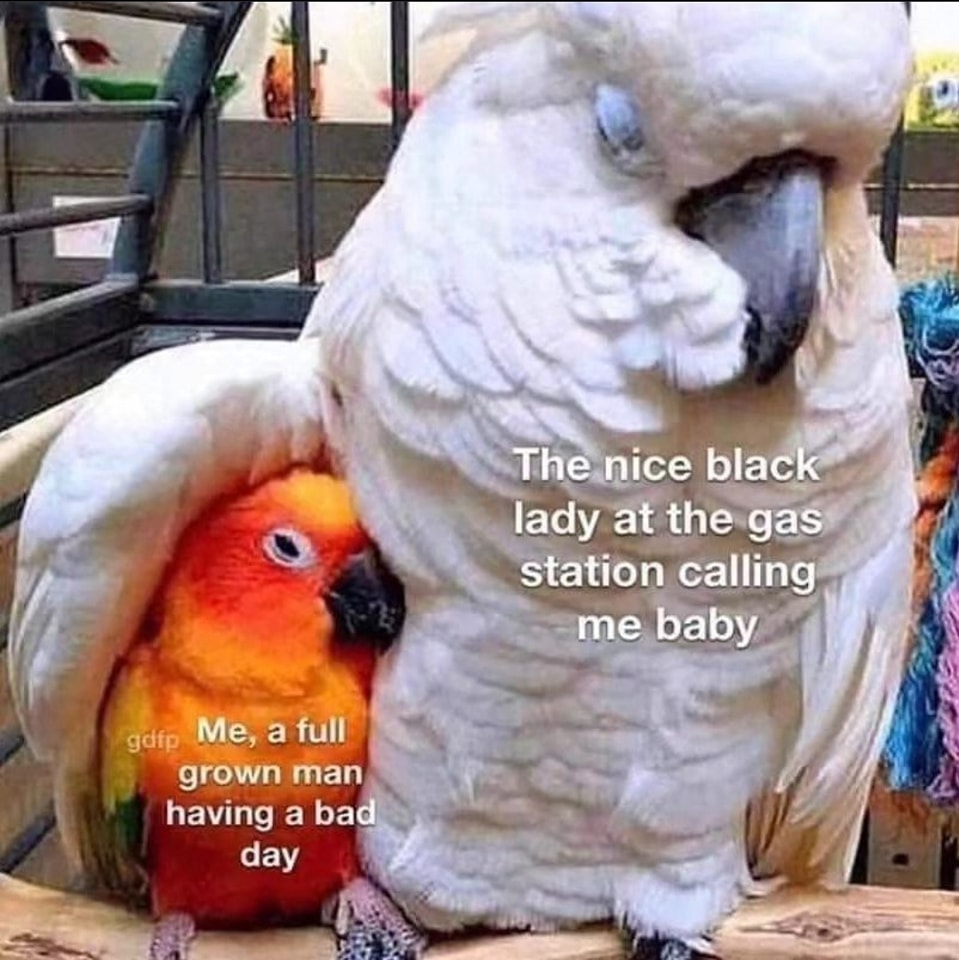 The nice black
lady at the gas
station calling
me baby
gdfp Me, a full
grown man
having a bad
day